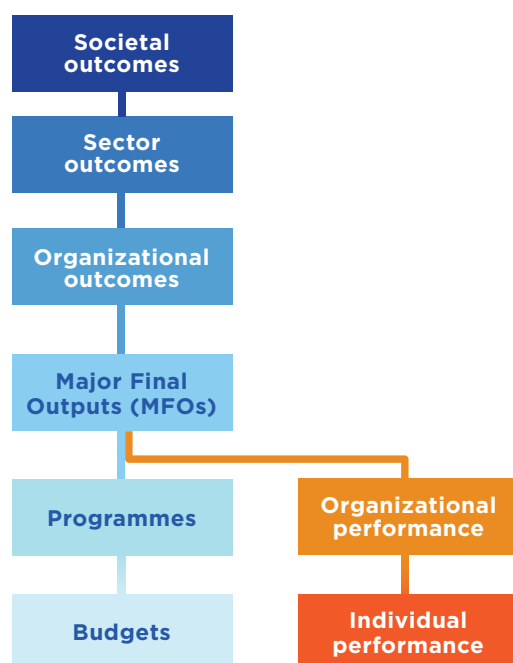 Societal
outcomes
Sector
outcomes
Organizational
outcomes
Major Final
Outputs (MFOs)
Programmes
Organizational
performance
Budgets
Individual
performance